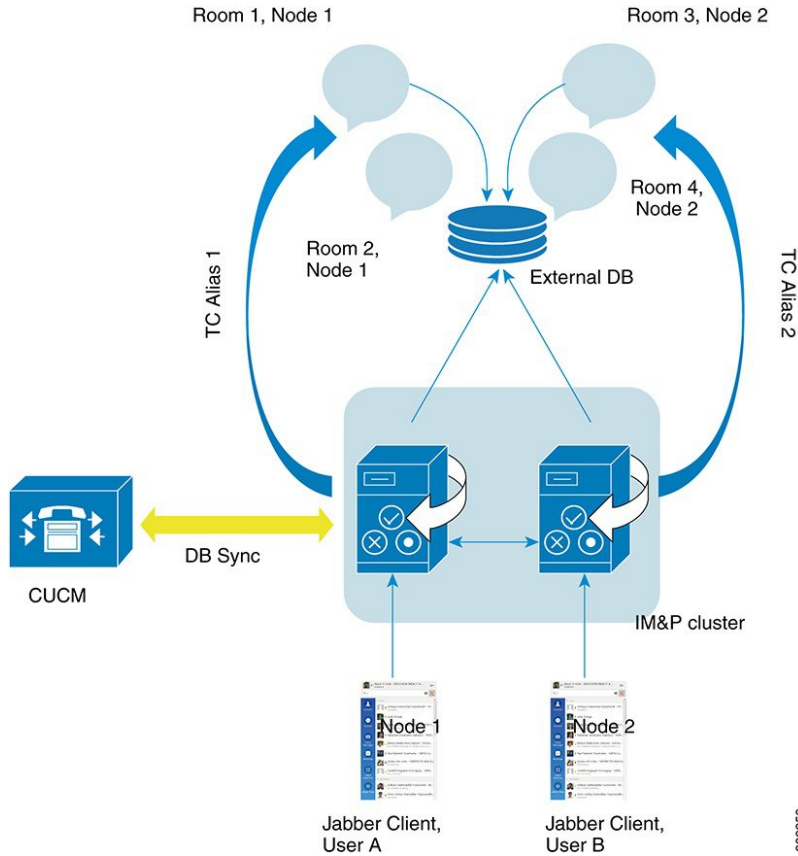 Room 1, Node 1
Room 3, Node 2
Room 4,
Node 2
Room 2,
Node 1
External DB
TC Alias 1
TC Alias 2
DB Sync
CUCM
IM&P cluster
Node 1
Node 2
Jabber Client,
User A
Jabber Client,
User B